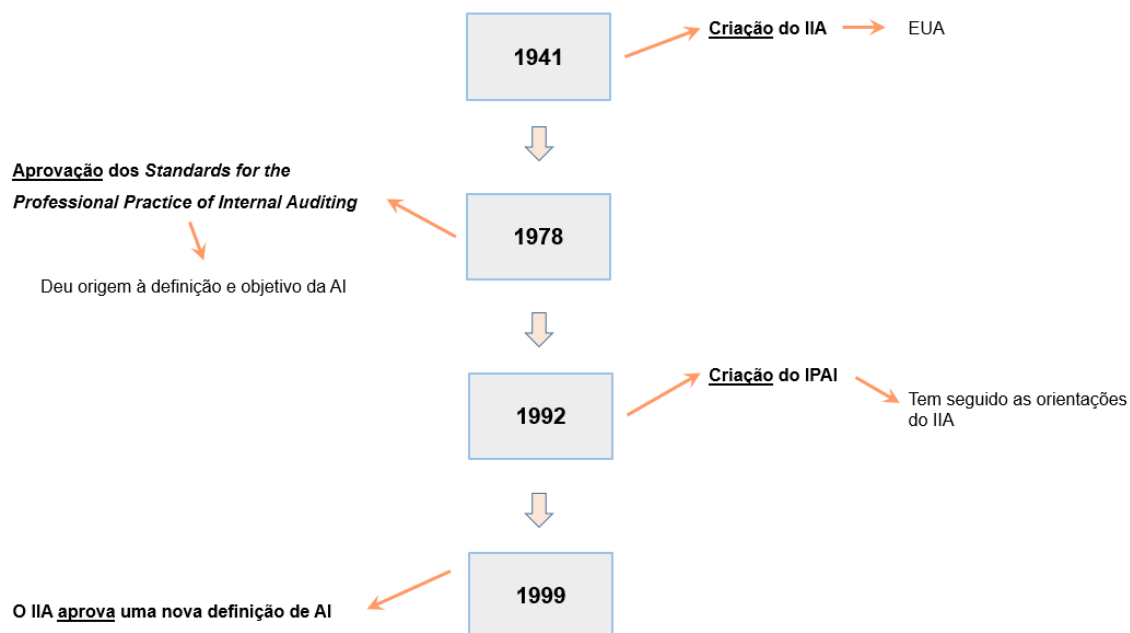 1941
Criação do IIA
EUA
Aprovação dos Standards for the
Professional Practice of Internal Auditing
1978
Deu origem à definição e objetivo da AI
1992
Criação do IPAI
Tem seguido as orientações
do IIA
1999
O IIA aprova uma nova definição de AI